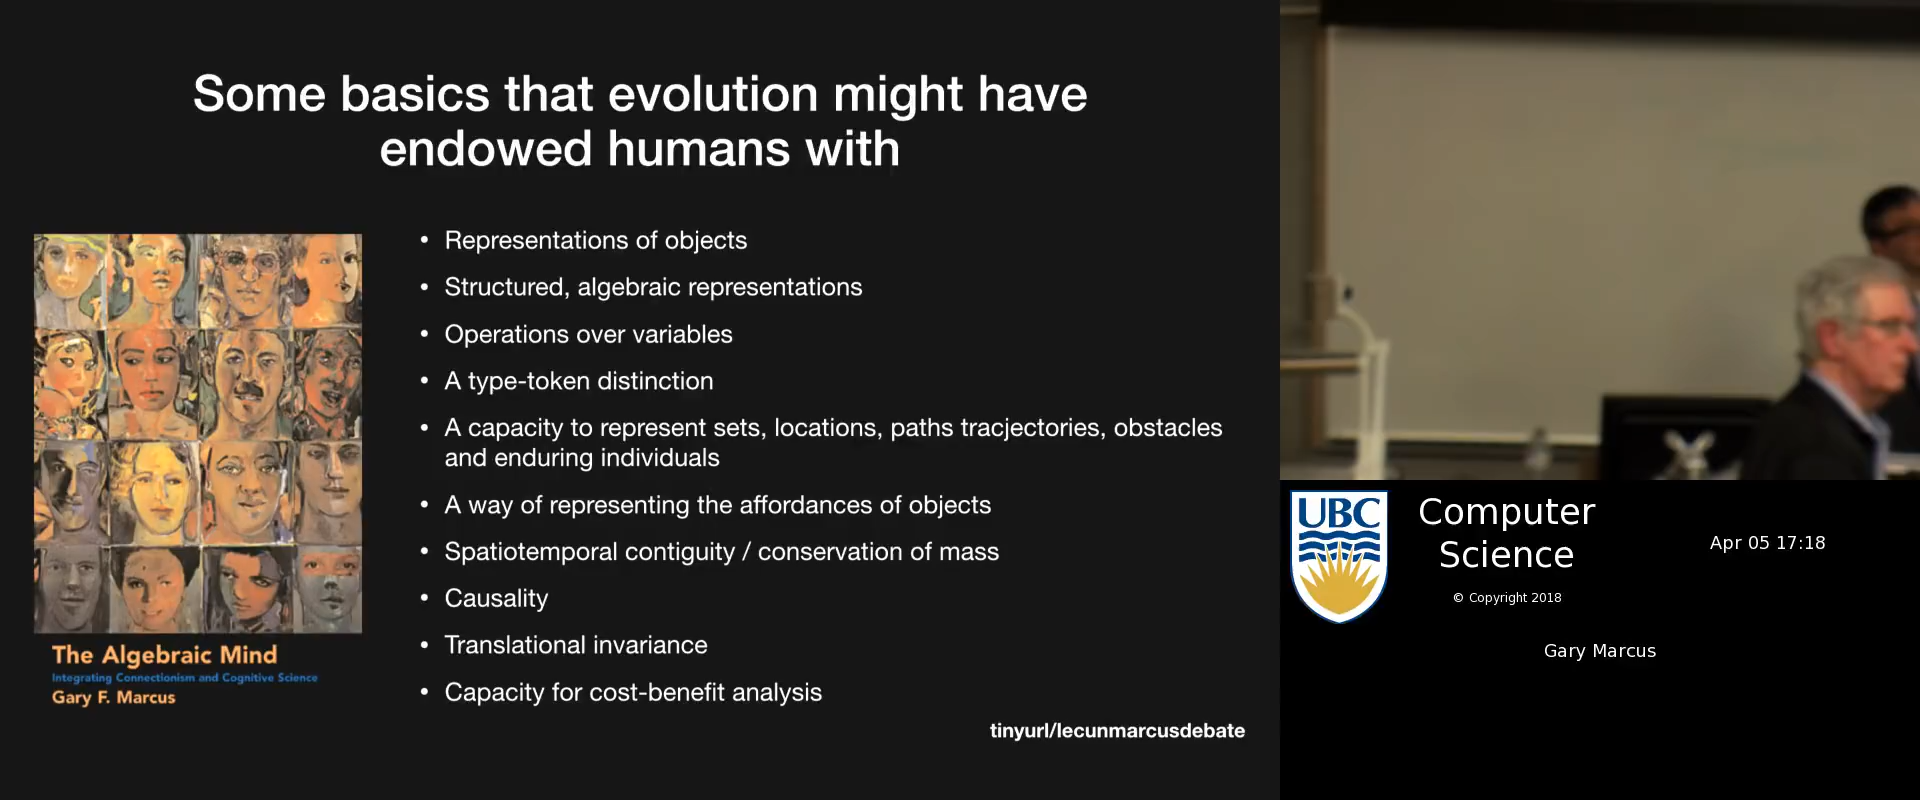 Some basics that evolution might have
endowed humans with
• Representations of objects
• Structured, algebraic representations
• Operations over variables
• A type-token distinction
• A capacity to represent sets, locations, paths tracjectories, obstacles
and enduring individuals
• A way of representing the affordances of objects
• Spatiotemporal contiguity / conservation of mass
• Causality
• Translational invariance
• Capacity for cost-benefit analysis
The Algebraic Mind
Integrating Connectionism and Cognitive Science
Gary F. Marcus
tinyurl/lecunmarcusdebate
UBC
Computer
Science
© Copyright 2018
Apr 05 17:18
Gary Marcus